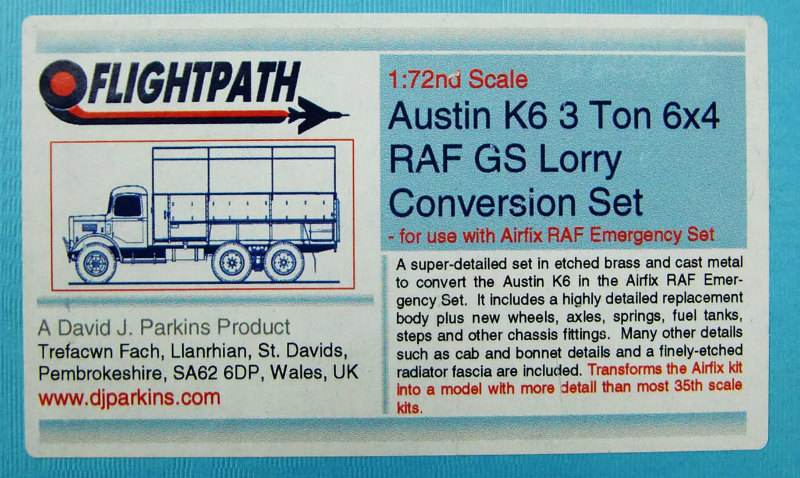 FLIGHTPATH
1:72nd Scale
Austin K6 3 Ton 6x4
RAF GS Lorry
Conversion Set
- for use with Airfix RAF Emergency Set
A super-detailed set in etched brass and cast metal
to convert the Austin K6 in the Airfix RAF Emer-
gency Set. It includes a highly detailed replacement
body plus new wheels, axles, springs, fuel tanks,
steps and other chassis fittings. Many other details
such as cab and bonnet details and a finely-etched
radiator fascia are included. Transforms the Airfix kit
into a model with more detail than most 35th scale
kits.
A David J. Parkins Product
Trefacwn Fach, Llanrhian, St. Davids,
Pembrokeshire, SA62 6DP, Wales, UK
www.djparkins.com